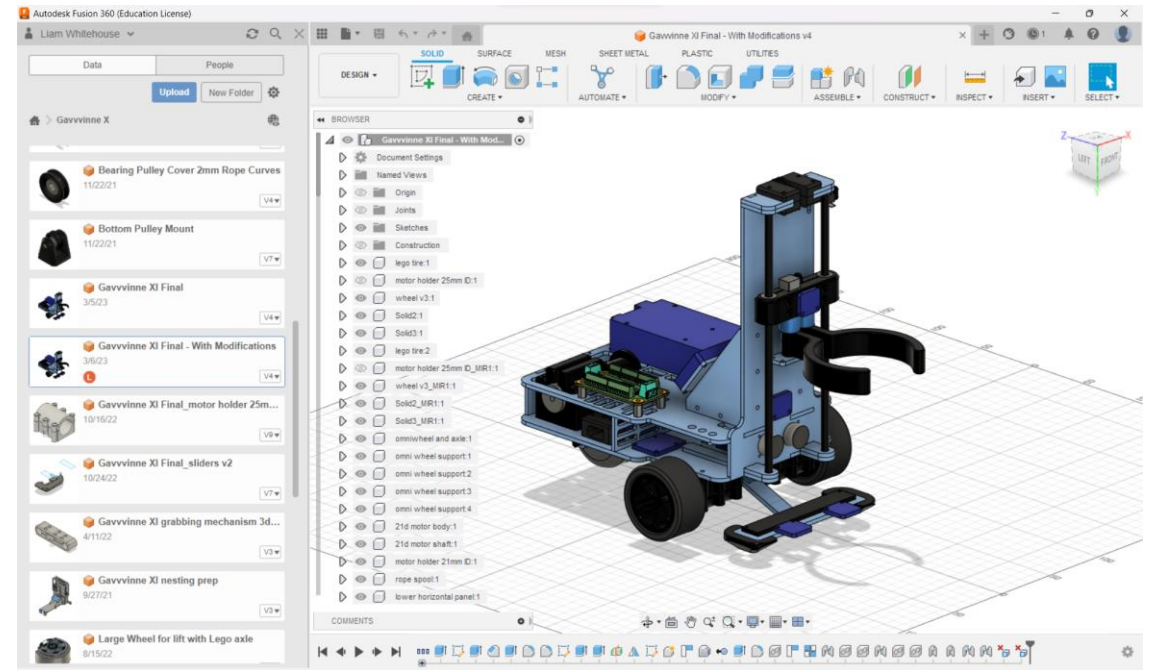 Autodesk Fusion 360 (Education License)
Liam Whitehouse
Data
People
Upload
New Folder
Gavvvinne X
Bearing Pulley Cover 2mm Rope Curves
11/22/21
V4
Bottom Pulley Mount
11/22/21
V7
Gavvvinne XI Final
3/5/23
V4
Gavvvinne XI Final - With Modifications
3/6/23
L
V4
Gavvvinne XI Final_motor holder 25m...
10/16/22
V9
Gavvvinne XI Final_sliders v2
10/24/22
V7
Gavvvinne XI grabbing mechanism 3d...
4/11/22
V3
Gavvvinne XI nesting prep
9/27/21
V3
Large Wheel for lift with Lego axle
8/15/22
Gavvvinne XI Final - With Modifications v4
1
DESIGN
SOLID
SURFACE
MESH
SHEET METAL
PLASTIC
UTILITIES
CREATE
AUTOMATE
MODIFY
ASSEMBLE
CONSTRUCT
INSPECT
INSERT
SELECT
BROWSER
Gavvvinne XI Final - With Mod...
Document Settings
Named Views
Origin
Joints
Sketches
Construction
lego tire:1
motor holder 25mm ID:1
wheel v3:1
Solid2:1
Solid3:1
lego tire:2
motor holder 25mm ID_MIR1:1
wheel v3_MIR1:1
Solid2_MIR1:1
Solid3_MIR1:1
omniwheel and axle:1
omni wheel support:1
omni wheel support:2
omni wheel support:3
omni wheel support:4
21d motor body:1
21d motor shaft:1
motor holder 21mm ID:1
rope spool:1
lower horizontal panel:1
COMMENTS
Z
X
LEFT
FRONT
Y